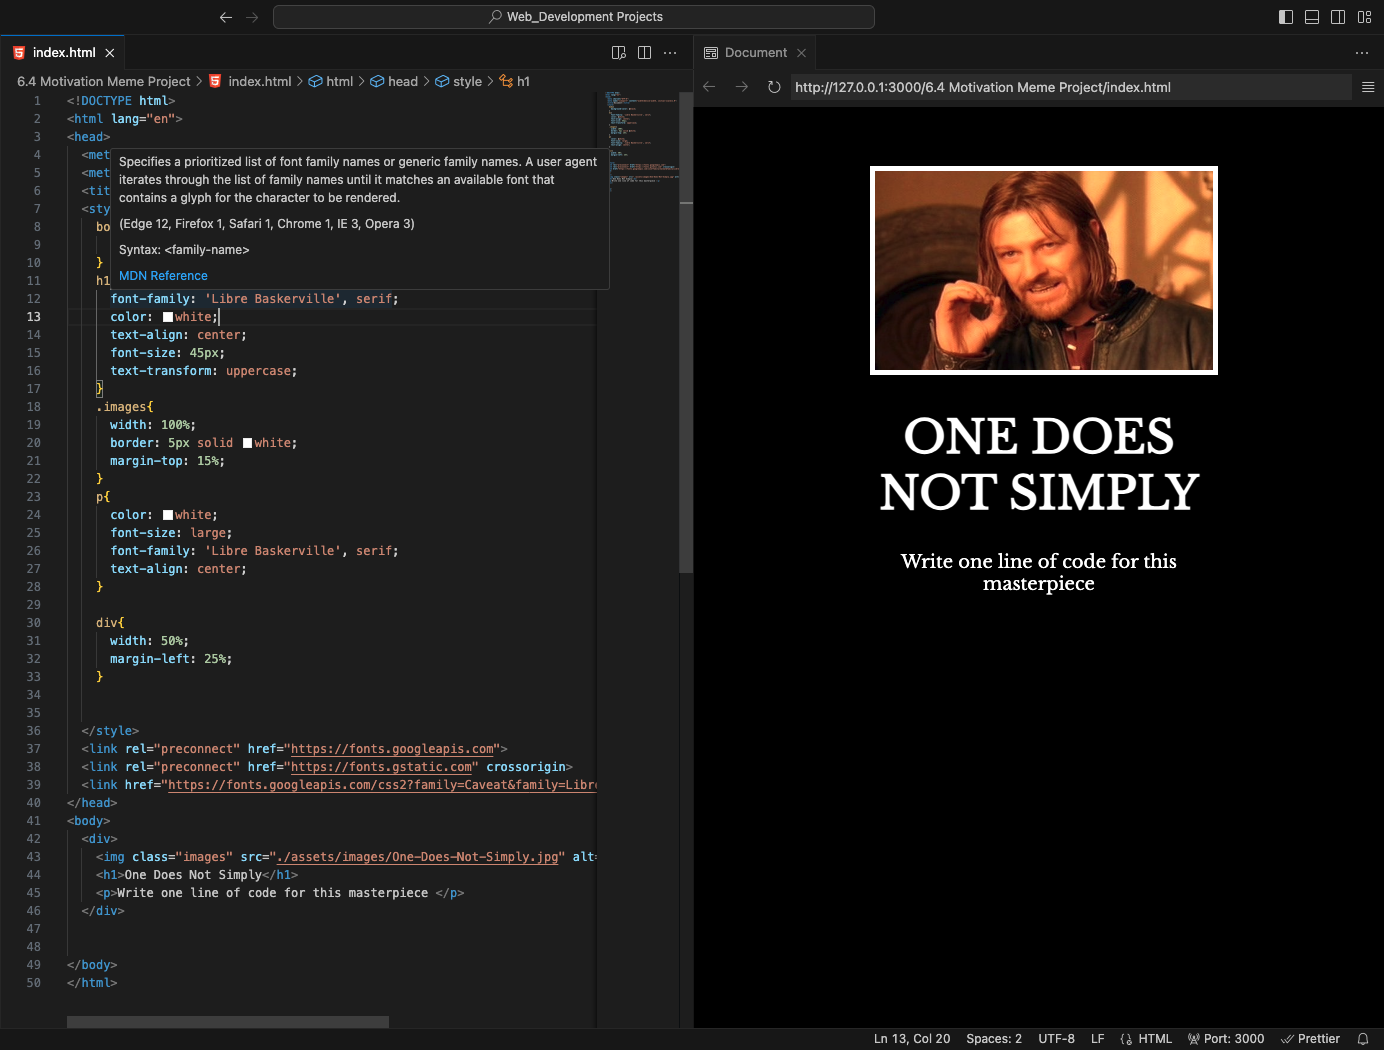 Web_Development Projects
index.html
Document
6.4 Motivation Meme Project > index.html > html > head > style > h1
http://127.0.0.1:3000/6.4 Motivation Meme Project/index.html
1 <!DOCTYPE html>
2 <html lang="en">
3 <head>
4 <met
5 <met
6 <tit
7 <sty
8 bo
9
10 }
11 h1
Specifies a prioritized list of font family names or generic family names. A user agent
iterates through the list of family names until it matches an available font that
contains a glyph for the character to be rendered.
(Edge 12, Firefox 1, Safari 1, Chrome 1, IE 3, Opera 3)
Syntax: <family-name>
MDN Reference
12 font-family: 'Libre Baskerville', serif;
13 color: white;
14 text-align: center;
15 font-size: 45px;
16 text-transform: uppercase;
17 }
18 .images{
19 width: 100%;
20 border: 5px solid white;
21 margin-top: 15%;
22 }
23 p{
24 color: white;
25 font-size: large;
26 font-family: 'Libre Baskerville', serif;
27 text-align: center;
28 }
29
30 div{
31 width: 50%;
32 margin-left: 25%;
33 }
34
35
36 </style>
37 <link rel="preconnect" href="https://fonts.googleapis.com">
38 <link rel="preconnect" href="https://fonts.gstatic.com" crossorigin>
39 <link href="https://fonts.googleapis.com/css2?family=Caveat&family=Libre
40 </head>
41 <body>
42 <div>
43 <img class="images" src="./assets/images/One-Does-Not-Simply.jpg" alt=
44 <h1>One Does Not Simply</h1>
45 <p>Write one line of code for this masterpiece </p>
46 </div>
47
48
49 </body>
50 </html>
ONE DOES
NOT SIMPLY
Write one line of code for this
masterpiece
Ln 13, Col 20 Spaces: 2 UTF-8 LF HTML Port: 3000 Prettier